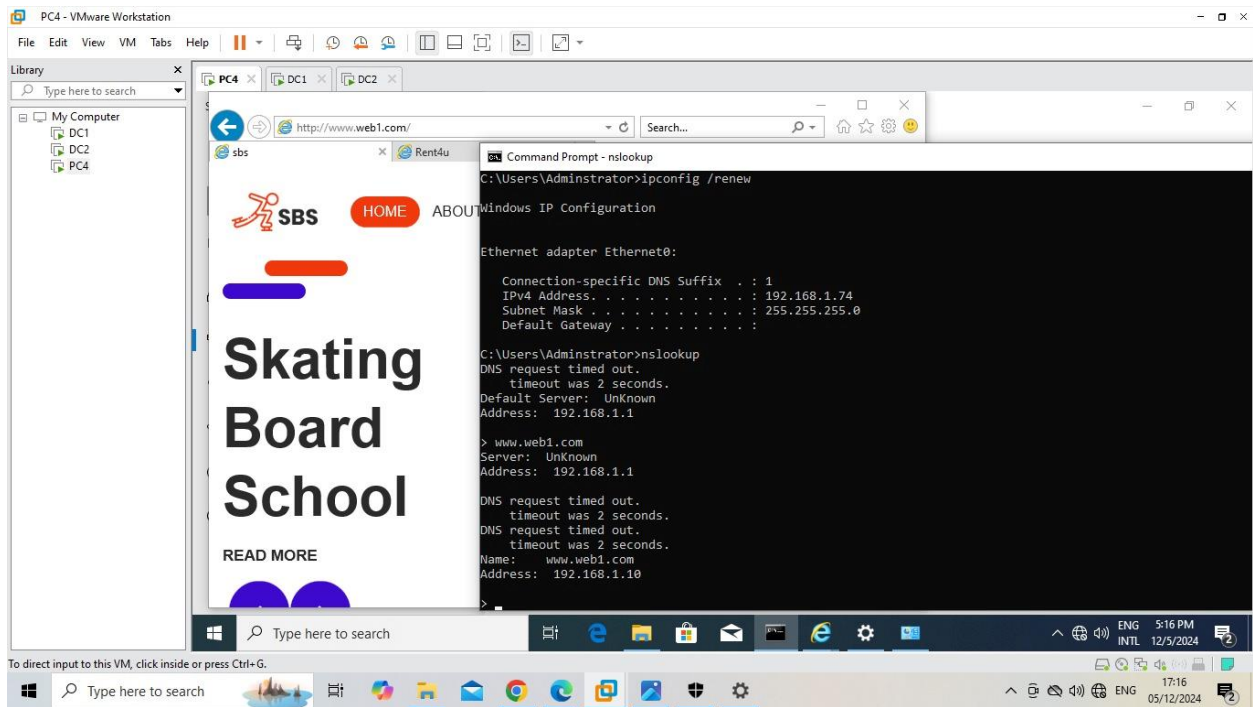 PC4 - VMware Workstation
File Edit View VM Tabs Help
Library
Type here to search
My Computer
DC1
DC2
PC4
PC4 DC1 DC2
http://www.web1.com/ Search...
sbs Rent4u
SBS HOME ABOUT
Skating
Board
School
READ MORE
Command Prompt - nslookup
C:\Users\Adminstrator>ipconfig /renew
Windows IP Configuration
Ethernet adapter Ethernet0:
Connection-specific DNS Suffix . : 1
IPv4 Address. . . . . . . . . . . : 192.168.1.74
Subnet Mask . . . . . . . . . . . : 255.255.255.0
Default Gateway . . . . . . . . . :
C:\Users\Adminstrator>nslookup
DNS request timed out.
timeout was 2 seconds.
Default Server: UnKnown
Address: 192.168.1.1
> www.web1.com
Server: UnKnown
Address: 192.168.1.1
DNS request timed out.
timeout was 2 seconds.
DNS request timed out.
timeout was 2 seconds.
Name: www.web1.com
Address: 192.168.1.10
>
Type here to search
ENG 5:16 PM
INTL 12/5/2024
2
To direct input to this VM, click inside or press Ctrl+G.
Type here to search
ENG 17:16
05/12/2024
2